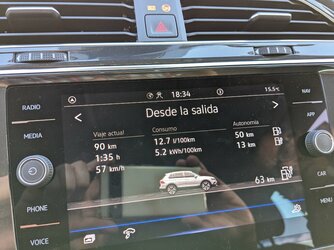 18:34
15.5°C
Desde la salida
RADIO
MEDIA
PHONE
VOICE
NAV
APP
CAR
MENU
Viaje actual
90 km
1:35 h
57 km/h
Consumo
12.7 l/100km
5.2 kWh/100km
Autonomía
50 km
13 km
63 km